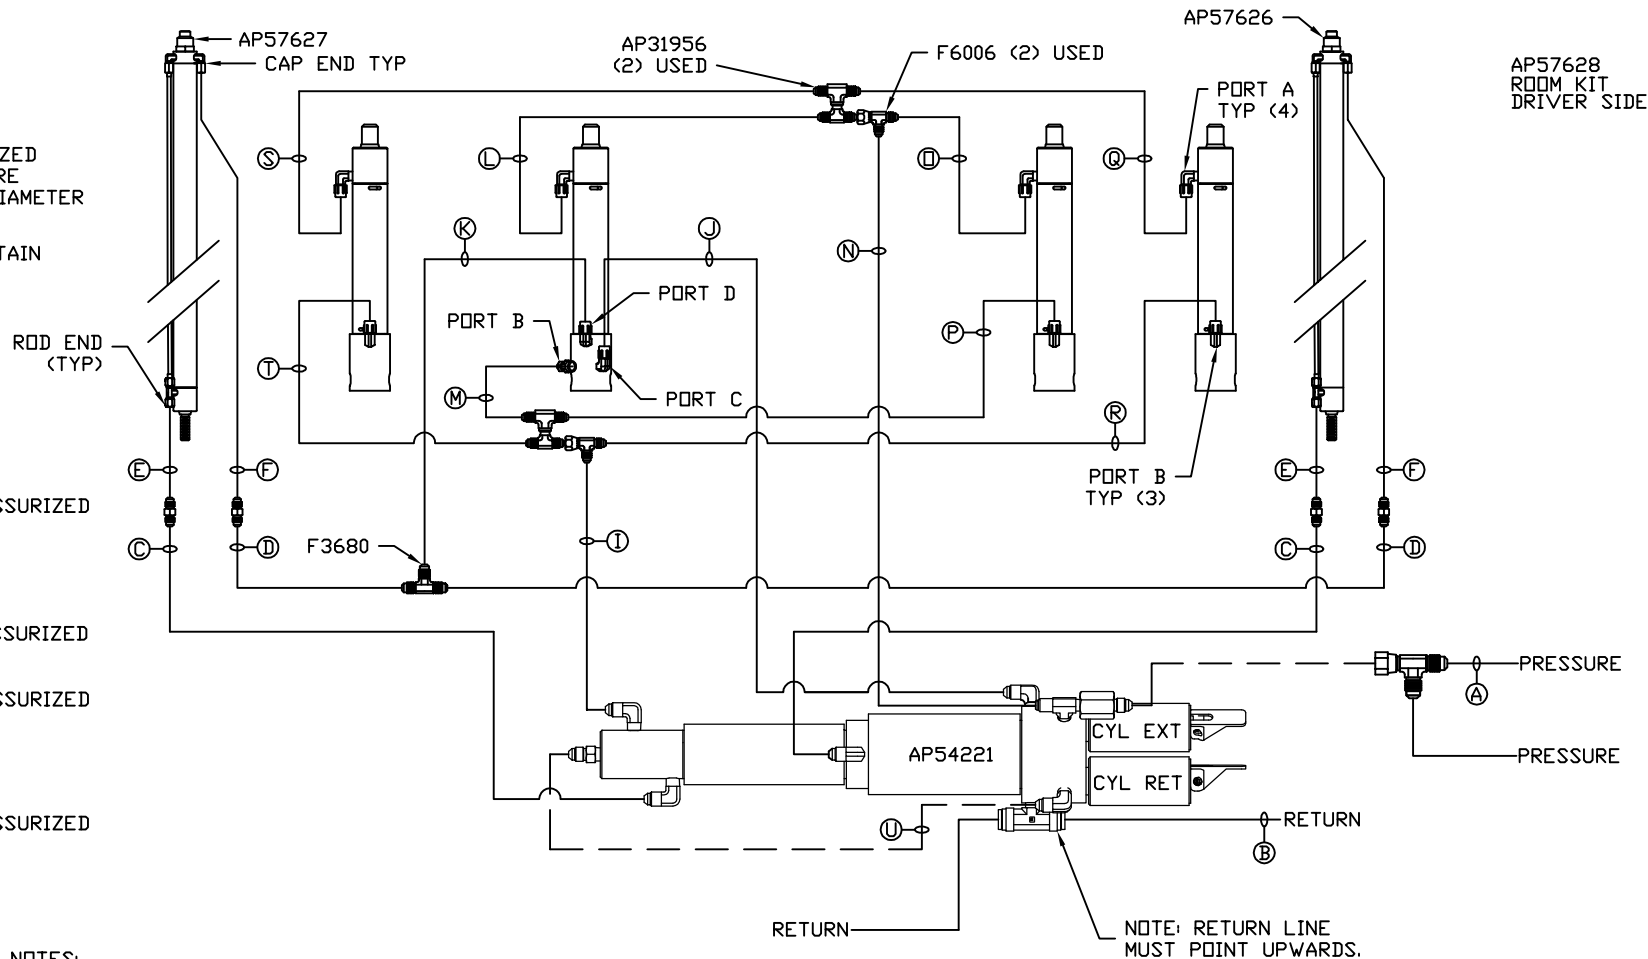 AP57627
CAP END TYP
AP31956
(2) USED
F6006 (2) USED
AP57626
PORT A
TYP (4)
AP57628
ROOM KIT
DRIVER SIDE
ZED
RE
IAMETER
TAIN
S
L
O
Q
K
J
N
PORT D
PORT B
P
ROD END
(TYP)
T
M
PORT C
R
PORT B
TYP (3)
E
F
E
F
SSURIZED
C
D
F3680
I
C
D
SSURIZED
PRESSURE
A
SSURIZED
CYL EXT
AP54221
PRESSURE
CYL RET
SSURIZED
U
RETURN
B
RETURN
NOTE: RETURN LINE
MUST POINT UPWARDS.
NOTES: